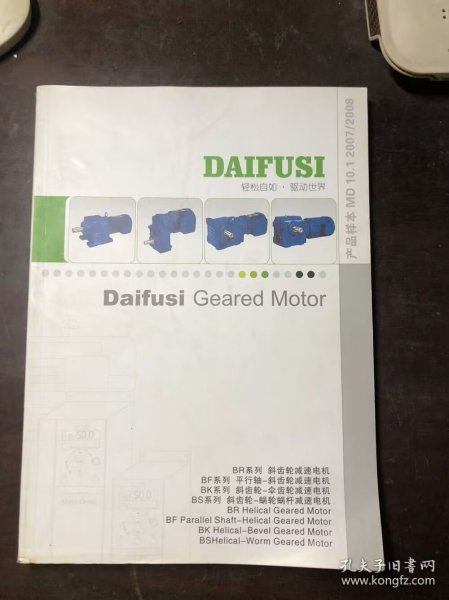 DAIFUSI
轻松自如·驱动世界
产品样本 MD 10.1 2007/2008
Daifusi Geared Motor
50.0
50.0
BR系列 斜齿轮减速电机
BF系列 平行轴-斜齿轮减速电机
BK系列 斜齿轮-伞齿轮减速电机
BS系列 斜齿轮-蜗轮蜗杆减速电机
BR Helical Geared Motor
BF Parallel Shaft-Helical Geared Motor
BK Helical-Bevel Geared Motor
BSHelical-Worm Geared Motor
孔夫子旧书网
www.kongfz.com